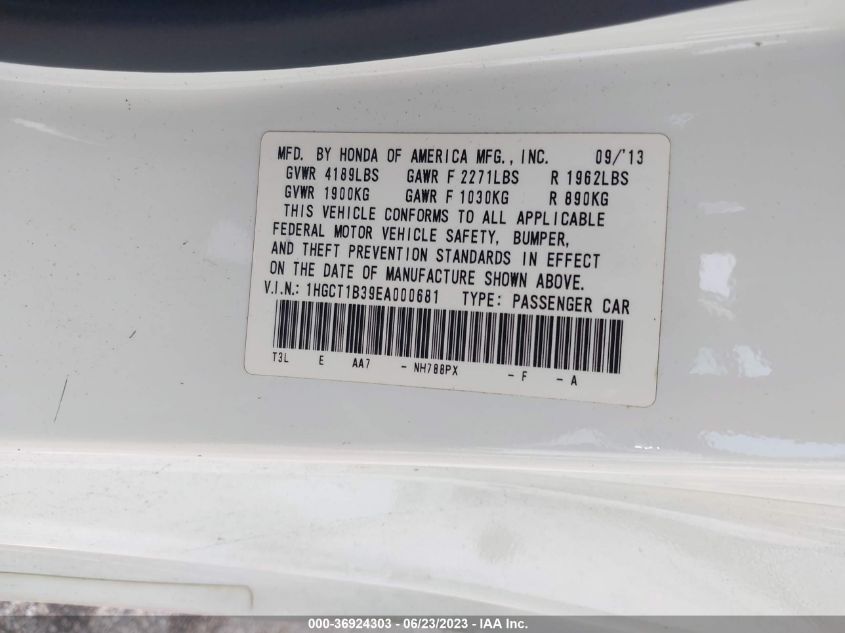 MFD. BY HONDA OF AMERICA MFG., INC. 09/'13
GVWR 4189LBS GAWR F 2271LBS R 1962LBS
GVWR 1900KG GAWR F 1030KG R 890KG
THIS VEHICLE CONFORMS TO ALL APPLICABLE
FEDERAL MOTOR VEHICLE SAFETY, BUMPER,
AND THEFT PREVENTION STANDARDS IN EFFECT
ON THE DATE OF MANUFACTURE SHOWN ABOVE.
V.I.N.: 1HGCT1B39EA000681 TYPE: PASSENGER CAR
T3L E AA7 - NH788PX - F - A
000-36924303 - 06/23/2023 - IAA Inc.